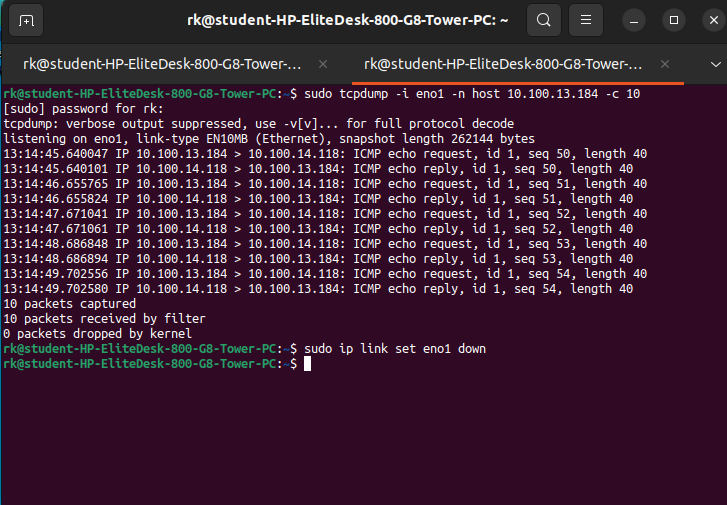 rk@student-HP-EliteDesk-800-G8-Tower-PC: ~
rk@student-HP-EliteDesk-800-G8-Tower-... rk@student-HP-EliteDesk-800-G8-Tower-...
rk@student-HP-EliteDesk-800-G8-Tower-PC:~$ sudo tcpdump -i eno1 -n host 10.100.13.184 -c 10
[sudo] password for rk:
tcpdump: verbose output suppressed, use -v[v]... for full protocol decode
listening on eno1, link-type EN10MB (Ethernet), snapshot length 262144 bytes
13:14:45.640047 IP 10.100.13.184 > 10.100.14.118: ICMP echo request, id 1, seq 50, length 40
13:14:45.640101 IP 10.100.14.118 > 10.100.13.184: ICMP echo reply, id 1, seq 50, length 40
13:14:46.655765 IP 10.100.13.184 > 10.100.14.118: ICMP echo request, id 1, seq 51, length 40
13:14:46.655824 IP 10.100.14.118 > 10.100.13.184: ICMP echo reply, id 1, seq 51, length 40
13:14:47.671041 IP 10.100.13.184 > 10.100.14.118: ICMP echo request, id 1, seq 52, length 40
13:14:47.671061 IP 10.100.14.118 > 10.100.13.184: ICMP echo reply, id 1, seq 52, length 40
13:14:48.686848 IP 10.100.13.184 > 10.100.14.118: ICMP echo request, id 1, seq 53, length 40
13:14:48.686894 IP 10.100.14.118 > 10.100.13.184: ICMP echo reply, id 1, seq 53, length 40
13:14:49.702556 IP 10.100.13.184 > 10.100.14.118: ICMP echo request, id 1, seq 54, length 40
13:14:49.702580 IP 10.100.14.118 > 10.100.13.184: ICMP echo reply, id 1, seq 54, length 40
10 packets captured
10 packets received by filter
0 packets dropped by kernel
rk@student-HP-EliteDesk-800-G8-Tower-PC:~$ sudo ip link set eno1 down
rk@student-HP-EliteDesk-800-G8-Tower-PC:~$